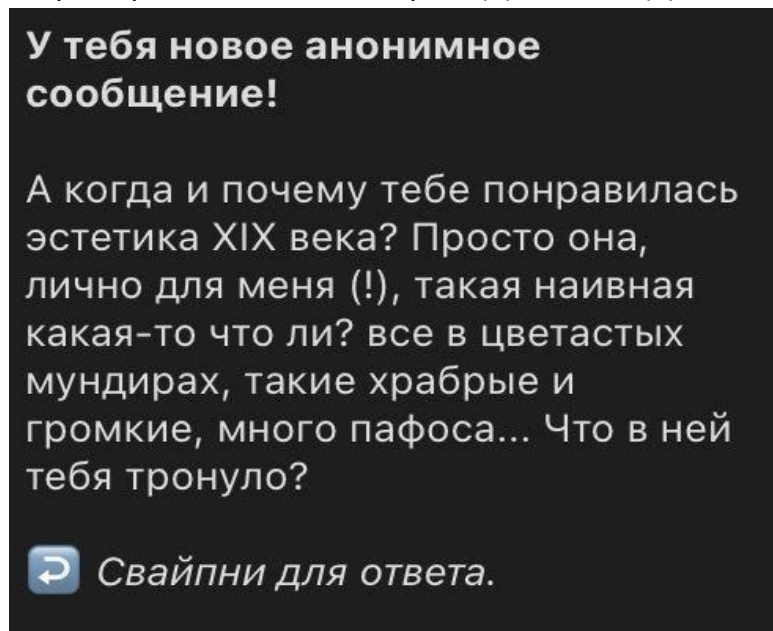 У тебя новое анонимное
сообщение!
А когда и почему тебе понравилась
эстетика XIX века? Просто она,
лично для меня (!), такая наивная
какая-то что ли? все в цветастых
мундирах, такие храбрые и
громкие, много пафоса... Что в ней
тебя тронуло?
Свайпни для ответа.